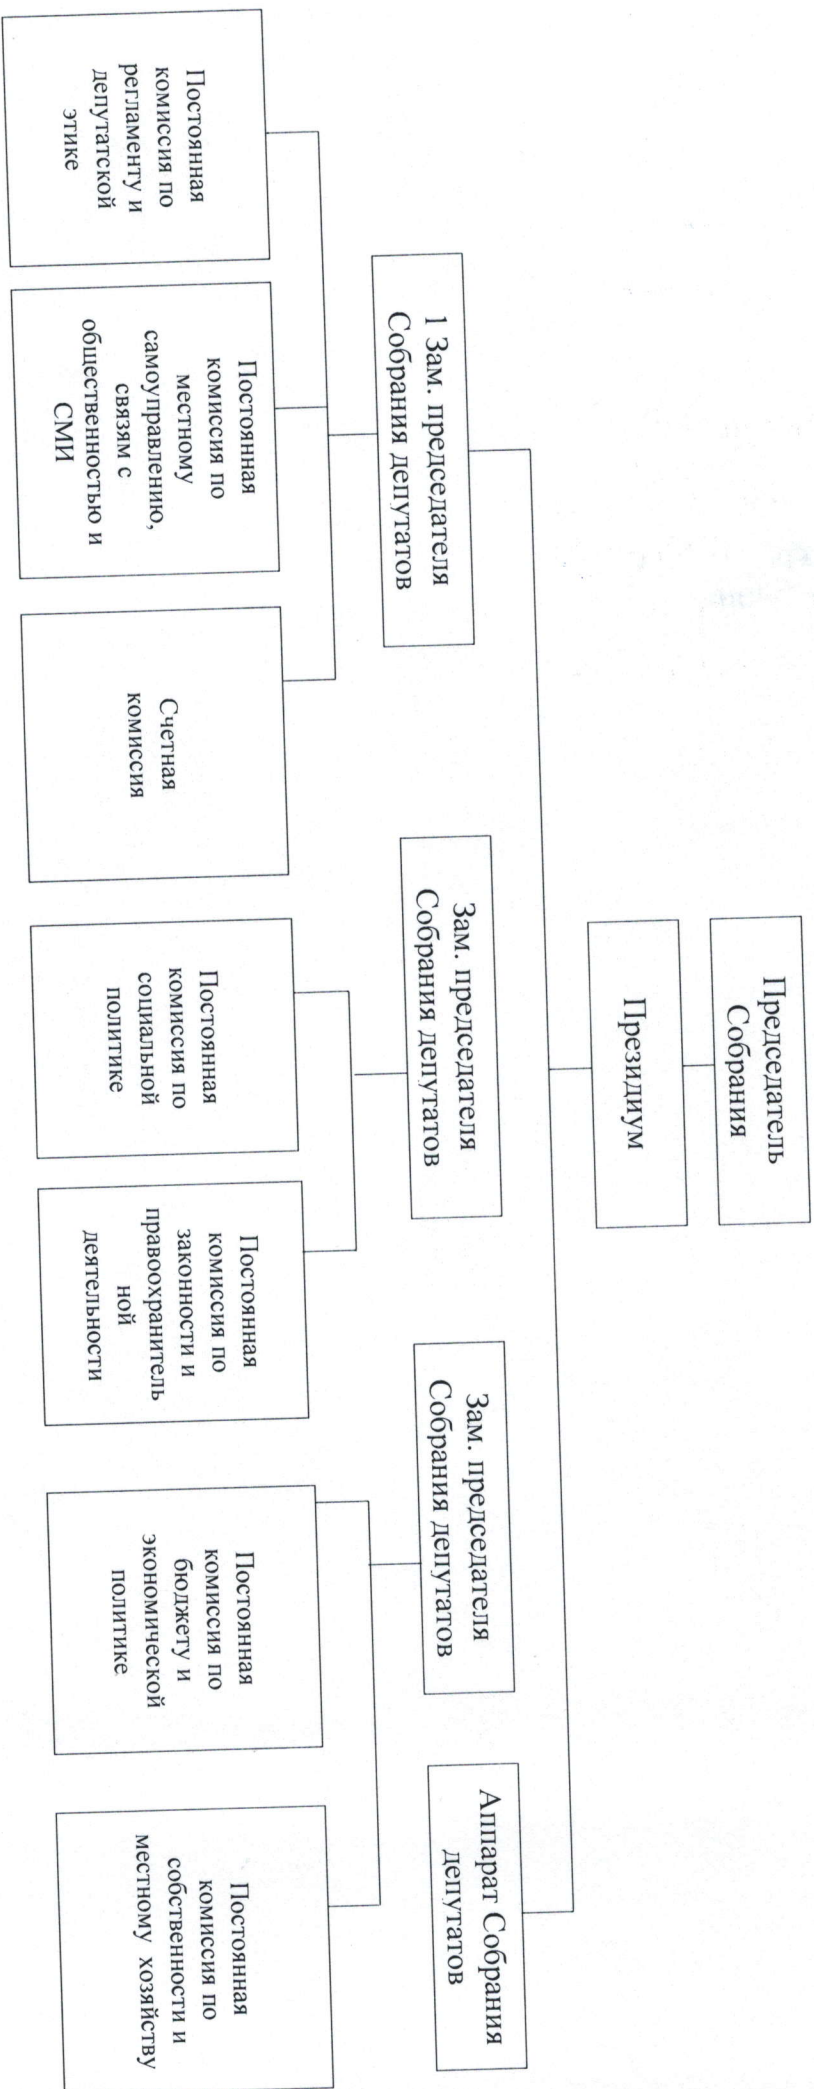 Председатель
Собрания
Президиум
1 Зам. председателя
Собрания депутатов
Зам. председателя
Собрания депутатов
Зам. председателя
Собрания депутатов
Аппарат Собрания
депутатов
Постоянная
комиссия по
регламенту и
депутатской
этике
Постоянная
комиссия по
местному
самоуправлению,
связям с
общественностью и
СМИ
Счетная
комиссия
Постоянная
комиссия по
социальной
политике
Постоянная
комиссия по
законности и
правоохранитель
ной
деятельности
Постоянная
комиссия по
бюджету и
экономической
политике
Постоянная
комиссия по
собственности и
местному хозяйству